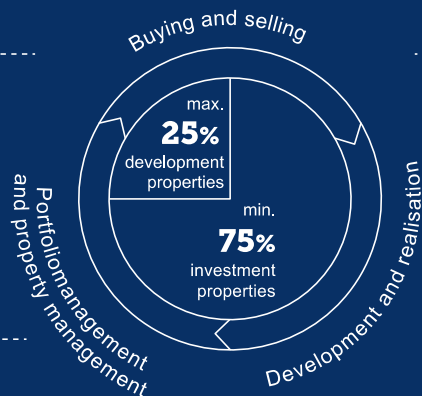 Buying and selling
max.
25%
development
properties
min.
75%
investment
properties
Development and realisation
Portfoliomanagement
and property management